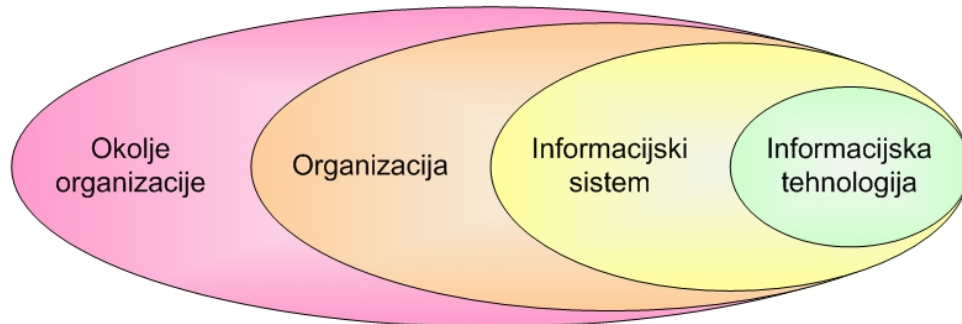 Okolje
organizacije
Organizacija
Informacijski
sistem
Informacijska
tehnologija